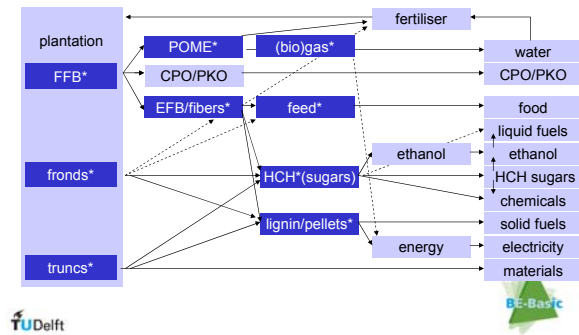 fertiliser
plantation
POME*
(bio)gas*
water
FFB*
CPO/PKO
CPO/PKO
EFB/fibers*
feed*
food
liquid fuels
ethanol
ethanol
fronds*
HCH*(sugars)
HCH sugars
chemicals
lignin/pellets*
solid fuels
energy
electricity
truncs*
materials
TUDelft
BE-Basic